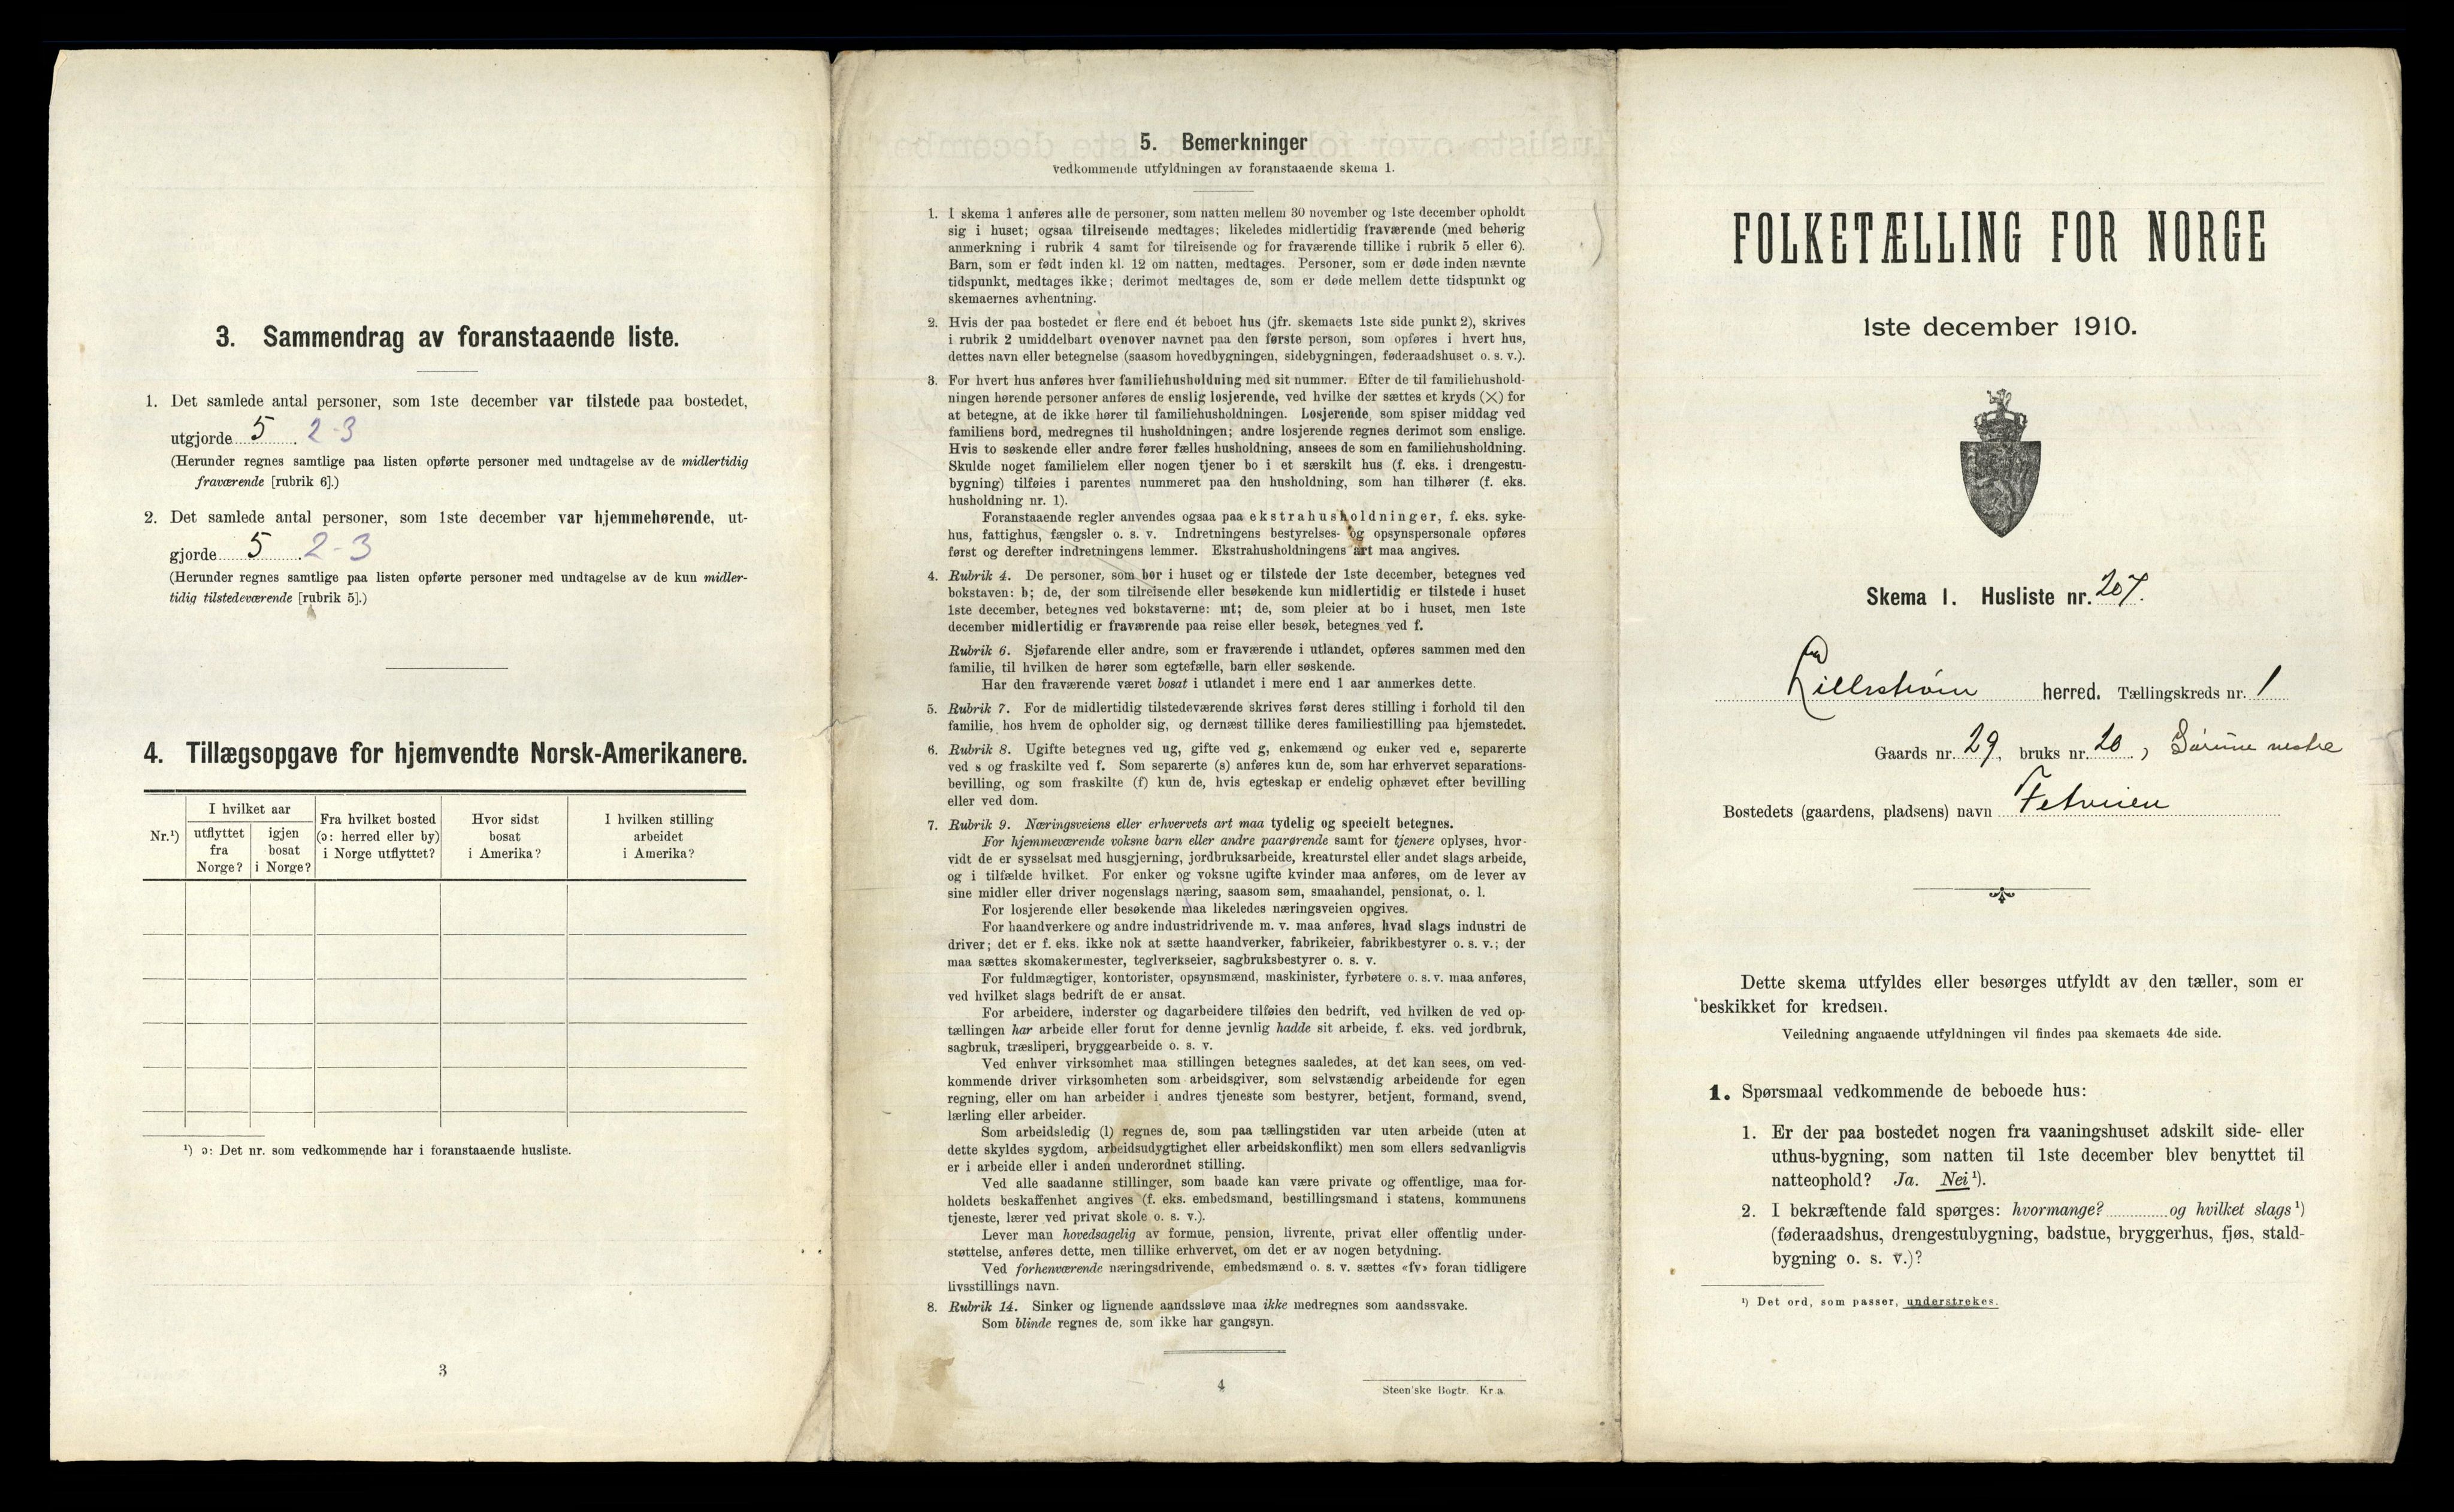 3. Sammendrag av foranstaaende liste.
1. Det samlede antal personer, som 1ste december var tilstede paa bostedet,
utgjorde 5. 2-3
(Herunder regnes samtlige paa listen opførte personer med undtagelse av de midlertidig
fraværende [rubrik 6].)
2. Det samlede antal personer, som 1ste december var hjemmehørende, ut-
gjorde 5. 2-3
(Herunder regnes samtlige paa listen opførte personer med undtagelse av de kun midler-
tidig tilstedeværende [rubrik 5].)
4. Tillægsopgave for hjemvendte Norsk-Amerikanere.
Nr.¹)
I hvilket aar
utflyttet
fra
Norge?
igjen
bosat
i Norge?
Fra hvilket bosted
(ɔ: herred eller by)
i Norge utflyttet?
Hvor sidst
bosat
i Amerika?
I hvilken stilling
arbeidet
i Amerika?
¹) ɔ: Det nr. som vedkommende har i foranstaaende husliste.
3
5. Bemerkninger
vedkommende utfyldningen av foranstaaende skema 1.
1. I skema 1 anføres alle de personer, som natten mellem 30 november og 1ste december opholdt
sig i huset; ogsaa tilreisende medtages; likeledes midlertidig fraværende (med behørig
anmerkning i rubrik 4 samt for tilreisende og for fraværende tillike i rubrik 5 eller 6).
Barn, som er født inden kl. 12 om natten, medtages. Personer, som er døde inden nævnte
tidspunkt, medtages ikke; derimot medtages de, som er døde mellem dette tidspunkt og
skemaernes avhentning.
2. Hvis der paa bostedet er flere end ét beboet hus (jfr. skemaets 1ste side punkt 2), skrives
i rubrik 2 umiddelbart ovenover navnet paa den første person, som opføres i hvert hus,
dettes navn eller betegnelse (saasom hovedbygningen, sidebygningen, føderaadshuset o. s. v.).
3. For hvert hus anføres hver familiehusholdning med sit nummer. Efter de til familiehushold-
ningen hørende personer anføres de enslig losjerende, ved hvilke der sættes et kryds (×) for
at betegne, at de ikke hører til familiehusholdningen. Losjerende, som spiser middag ved
familiens bord, medregnes til husholdningen; andre losjerende regnes derimot som enslige.
Hvis to søskende eller andre fører fælles husholdning, ansees de som en familiehusholdning.
Skulde noget familielem eller nogen tjener bo i et særskilt hus (f. eks. i drengestu-
bygning) tilføies i parentes nummeret paa den husholdning, som han tilhører (f. eks.
husholdning nr. 1).
Foranstaaende regler anvendes ogsaa paa ekstrahusholdninger, f. eks. syke-
hus, fattighus, fængsler o. s. v. Indretningens bestyrelses- og opsynspersonale opføres
først og derefter indretningens lemmer. Ekstrahusholdningens art maa angives.
4. Rubrik 4. De personer, som bor i huset og er tilstede der 1ste december, betegnes ved
bokstaven: b; de, der som tilreisende eller besøkende kun midlertidig er tilstede i huset
1ste december, betegnes ved bokstaverne: mt; de, som pleier at bo i huset, men 1ste
december midlertidig er fraværende paa reise eller besøk, betegnes ved f.
Rubrik 6. Sjøfarende eller andre, som er fraværende i utlandet, opføres sammen med den
familie, til hvilken de hører som egtefælle, barn eller søskende.
Har den fraværende været bosat i utlandet i mere end 1 aar anmerkes dette.
5. Rubrik 7. For de midlertidig tilstedeværende skrives først deres stilling i forhold til den
familie, hos hvem de opholder sig, og dernæst tillike deres familiestilling paa hjemstedet.
6. Rubrik 8. Ugifte betegnes ved ug, gifte ved g, enkemænd og enker ved e, separerte
ved s og fraskilte ved f. Som separerte (s) anføres kun de, som har erhvervet separations-
bevilling, og som fraskilte (f) kun de, hvis egteskap er endelig ophævet efter bevilling
eller ved dom.
7. Rubrik 9. Næringsveiens eller erhvervets art maa tydelig og specielt betegnes.
For hjemmeværende voksne barn eller andre paarørende samt for tjenere oplyses, hvor-
vidt de er sysselsat med husgjerning, jordbruksarbeide, kreaturstel eller andet slags arbeide,
og i tilfælde hvilket. For enker og voksne ugifte kvinder maa anføres, om de lever av
sine midler eller driver nogenslags næring, saasom søm, smaahandel, pensionat, o. l.
For losjerende eller besøkende maa likeledes næringsveien opgives.
For haandverkere og andre industridrivende m. v. maa anføres, hvad slags industri de
driver; det er f. eks. ikke nok at sætte haandverker, fabrikeier, fabrikbestyrer o. s. v.; der
maa sættes skomakermester, teglverkseier, sagbruksbestyrer o. s. v.
For fuldmægtiger, kontorister, opsynsmænd, maskinister, fyrbøtere o. s. v. maa anføres,
ved hvilket slags bedrift de er ansat.
For arbeidere, inderster og dagarbeidere tilføies den bedrift, ved hvilken de ved op-
tællingen har arbeide eller forut for denne jevnlig hadde sit arbeide, f. eks. ved jordbruk,
sagbruk, træsliperi, bryggearbeide o. s. v.
Ved enhver virksomhet maa stillingen betegnes saaledes, at det kan sees, om ved-
kommende driver virksomheten som arbeidsgiver, som selvstændig arbeidende for egen
regning, eller om han arbeider i andres tjeneste som bestyrer, betjent, formand, svend,
lærling eller arbeider.
Som arbeidsledig (l) regnes de, som paa tællingstiden var uten arbeide (uten at
dette skyldes sygdom, arbeidsudygtighet eller arbeidskonflikt) men som ellers sedvanligvis
er i arbeide eller i anden underordnet stilling.
Ved alle saadanne stillinger, som baade kan være private og offentlige, maa for-
holdets beskaffenhet angives (f. eks. embedsmand, bestillingsmand i statens, kommunens
tjeneste, lærer ved privat skole o. s. v.).
Lever man hovedsagelig av formue, pension, livrente, privat eller offentlig under-
støttelse, anføres dette, men tillike erhvervet, om det er av nogen betydning.
Ved forhenværende næringsdrivende, embedsmænd o. s. v. sættes «fv» foran tidligere
livsstillings navn.
8. Rubrik 14. Sinker og lignende aandssløve maa ikke medregnes som aandssvake.
Som blinde regnes de, som ikke har gangsyn.
4
Steen'ske Bogtr. Kr.a.
FOLKETÆLLING FOR NORGE
1ste december 1910.
Skema 1. Husliste nr. 207.
Lillestrøm herred. Tællingskreds nr. 1
Gaards nr. 29, bruks nr. 20, Sørum vestre
Bostedets (gaardens, pladsens) navn Fetveien
Dette skema utfyldes eller besørges utfyldt av den tæller, som er
beskikket for kredsen.
Veiledning angaaende utfyldningen vil findes paa skemaets 4de side.
1. Spørsmaal vedkommende de beboede hus:
1. Er der paa bostedet nogen fra vaaningshuset adskilt side- eller
uthus-bygning, som natten til 1ste december blev benyttet til
natteophold? Ja. Nei¹).
2. I bekræftende fald spørges: hvormange? og hvilket slags¹)
(føderaadshus, drengestubygning, badstue, bryggerhus, fjøs, stald-
bygning o. s. v.)?
¹) Det ord, som passer, understrekes.